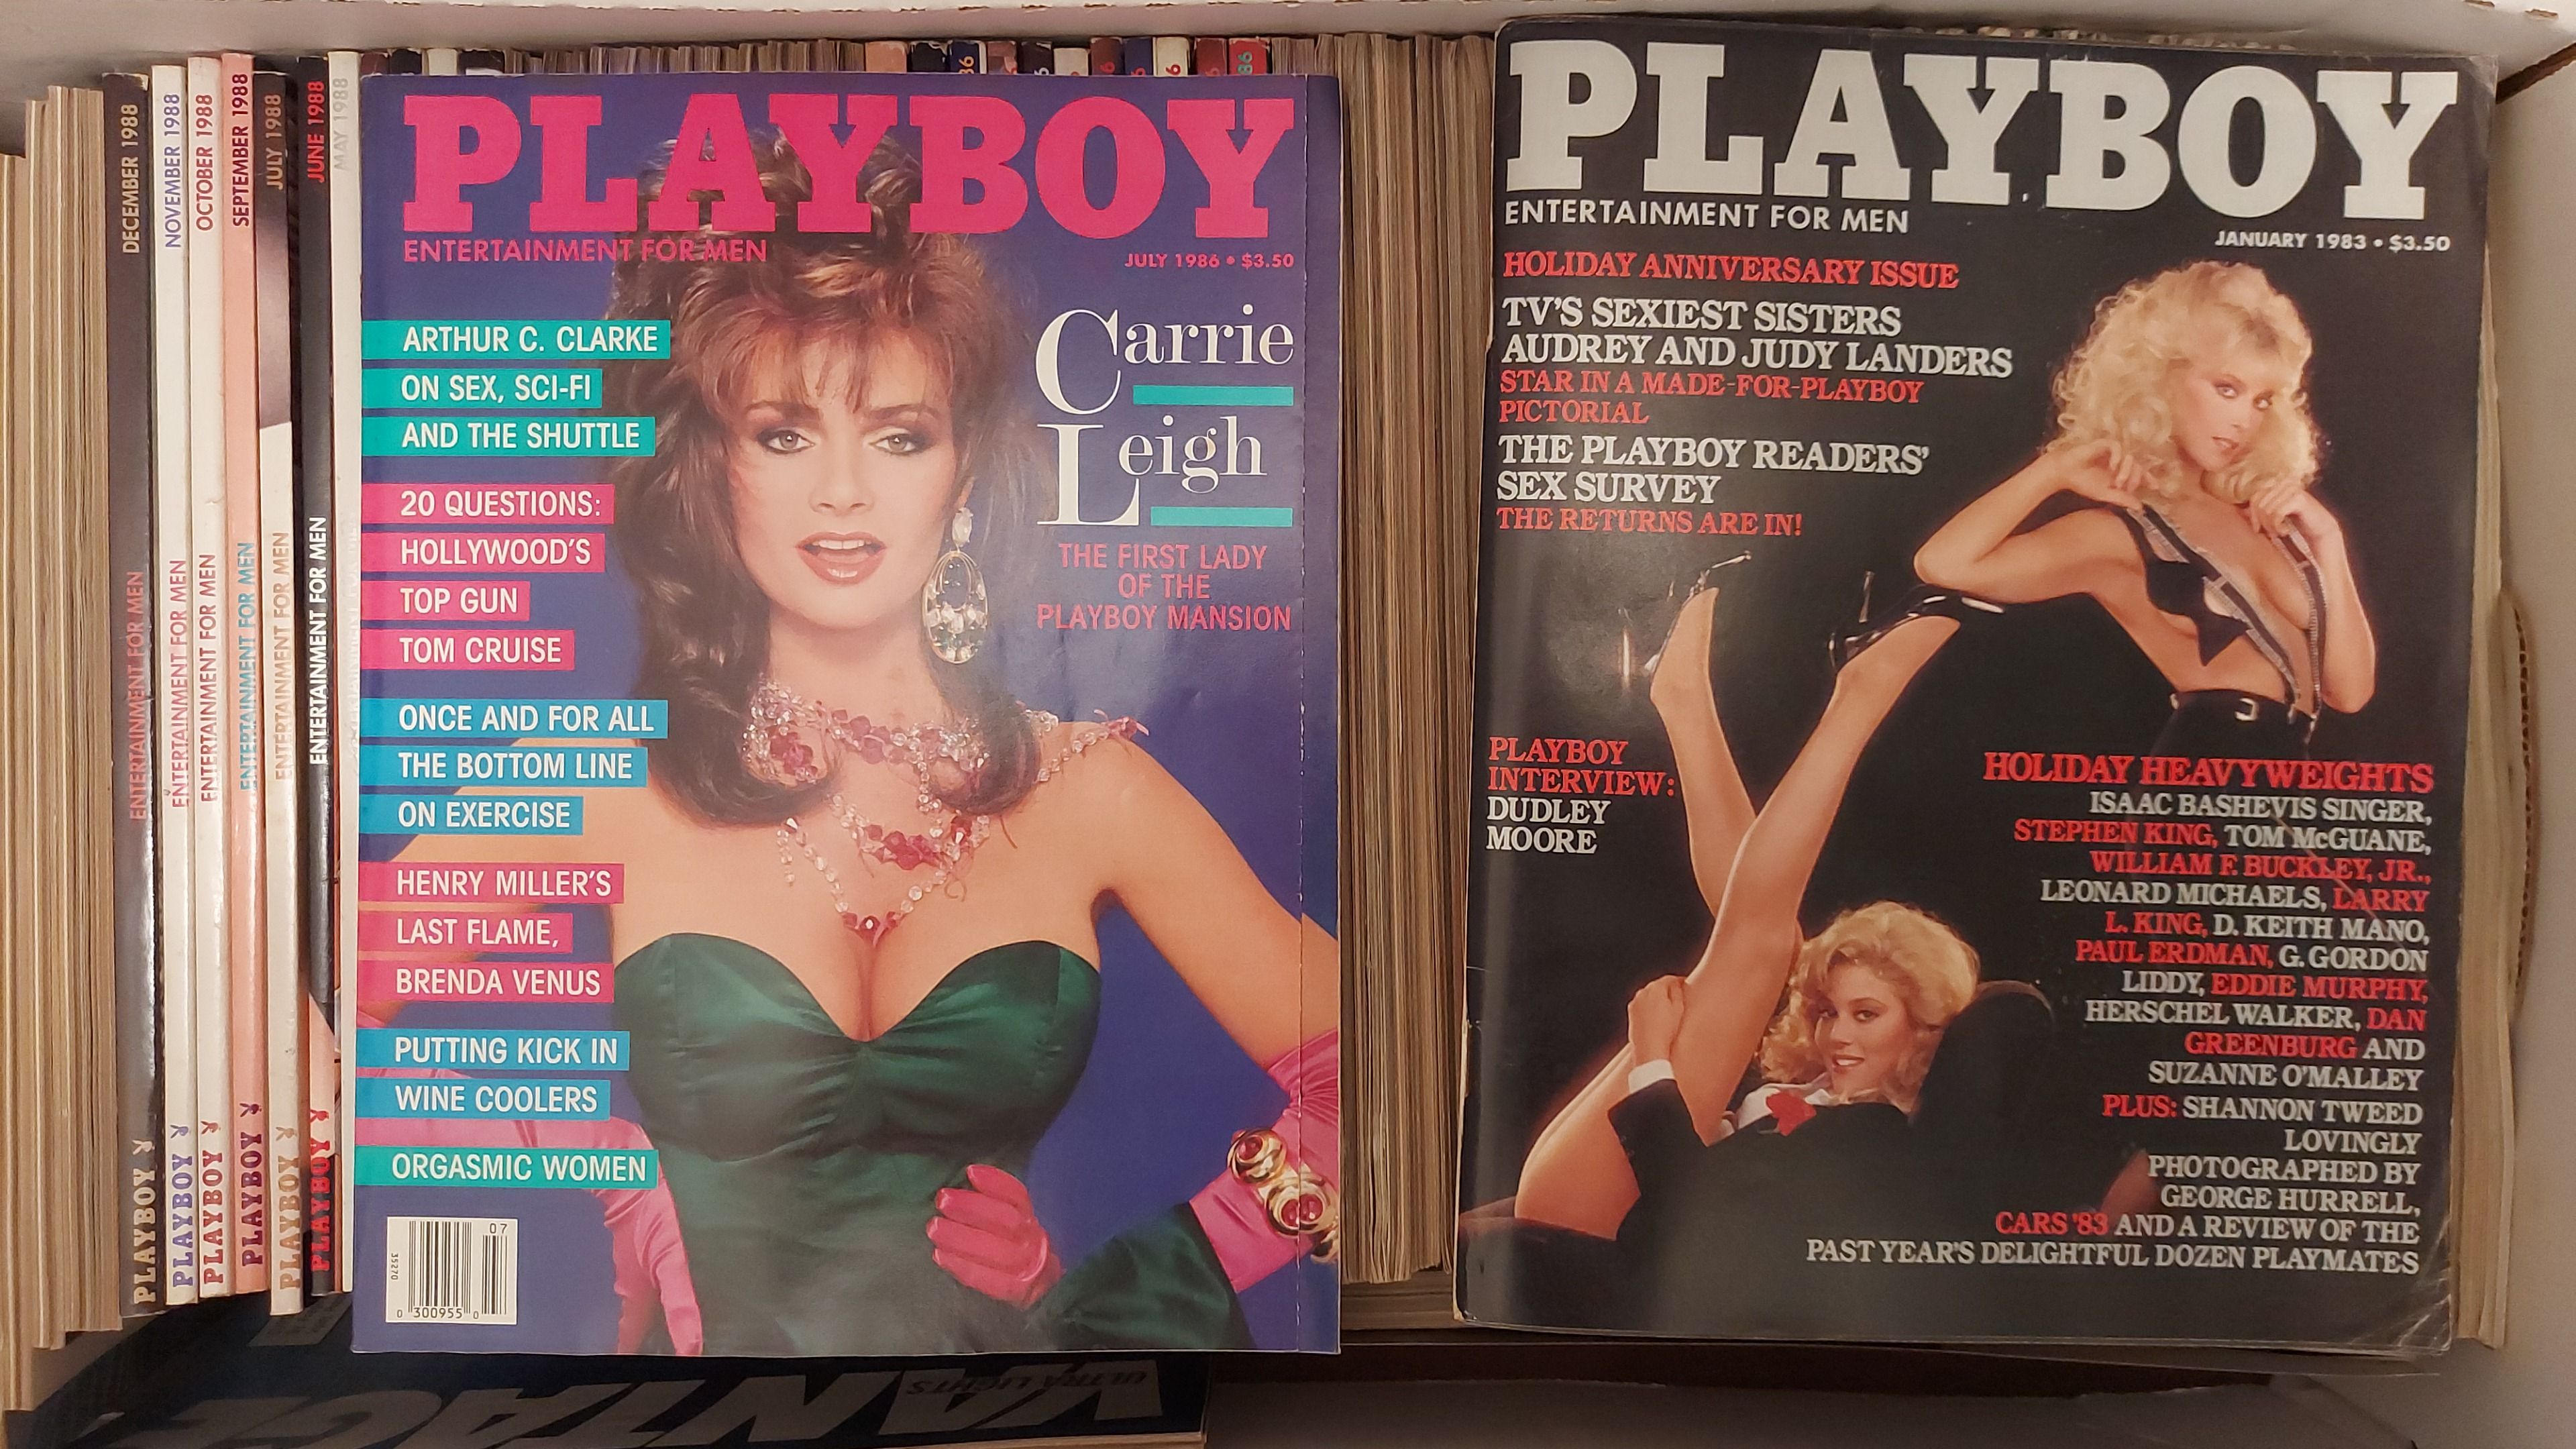 DECEMBER 1988
ENTERTAINMENT FOR MEN
PLAYBOY
NOVEMBER 1988
ENTERTAINMENT FOR MEN
PLAYBOY
OCTOBER 1988
ENTERTAINMENT FOR MEN
PLAYBOY
SEPTEMBER 1988
ENTERTAINMENT FOR MEN
PLAYBOY
JULY 1988
ENTERTAINMENT FOR MEN
PLAYBOY
JUNE 1988
ENTERTAINMENT FOR MEN
PLAYBOY
MAY 1988
PLAYBOY
ENTERTAINMENT FOR MEN
JULY 1986 • $3.50
ARTHUR C. CLARKE
ON SEX, SCI-FI
AND THE SHUTTLE
20 QUESTIONS:
HOLLYWOOD'S
TOP GUN
TOM CRUISE
ONCE AND FOR ALL
THE BOTTOM LINE
ON EXERCISE
HENRY MILLER'S
LAST FLAME,
BRENDA VENUS
PUTTING KICK IN
WINE COOLERS
ORGASMIC WOMEN
Carrie
Leigh
THE FIRST LADY
OF THE
PLAYBOY MANSION
07
35270
0 300955 0
PLAYBOY
ENTERTAINMENT FOR MEN
JANUARY 1983 • $3.50
HOLIDAY ANNIVERSARY ISSUE
TV'S SEXIEST SISTERS
AUDREY AND JUDY LANDERS
STAR IN A MADE-FOR-PLAYBOY
PICTORIAL
THE PLAYBOY READERS'
SEX SURVEY
THE RETURNS ARE IN!
PLAYBOY
INTERVIEW:
DUDLEY
MOORE
HOLIDAY HEAVYWEIGHTS
ISAAC BASHEVIS SINGER,
STEPHEN KING, TOM McGUANE,
WILLIAM F. BUCKLEY, JR.,
LEONARD MICHAELS, LARRY
L. KING, D. KEITH MANO,
PAUL ERDMAN, G. GORDON
LIDDY, EDDIE MURPHY,
HERSCHEL WALKER, DAN
GREENBURG AND
SUZANNE O'MALLEY
PLUS: SHANNON TWEED
LOVINGLY
PHOTOGRAPHED BY
GEORGE HURRELL,
CARS '83 AND A REVIEW OF THE
PAST YEAR'S DELIGHTFUL DOZEN PLAYMATES
ULTRA LIGHTS